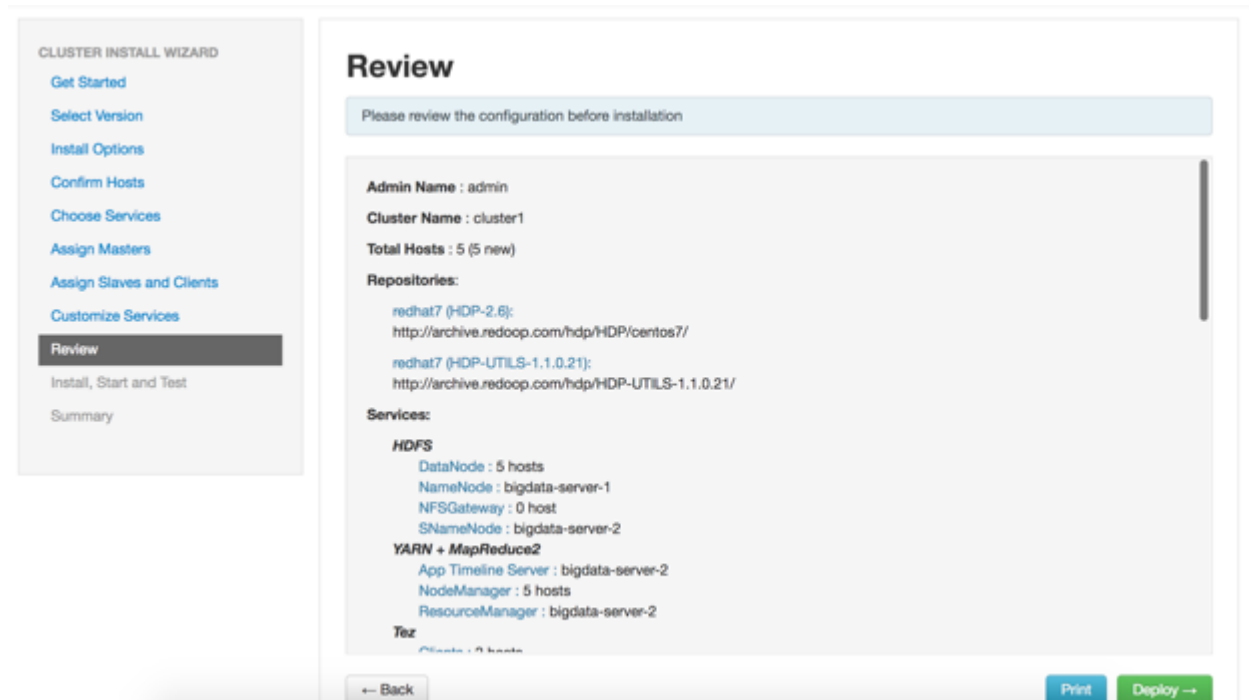 CLUSTER INSTALL WIZARD
Get Started
Select Version
Install Options
Confirm Hosts
Choose Services
Assign Masters
Assign Slaves and Clients
Customize Services
Review
Install, Start and Test
Summary
Review
Please review the configuration before installation
Admin Name : admin
Cluster Name : cluster1
Total Hosts : 5 (5 new)
Repositories:
redhat7 (HDP-2.6):
http://archive.redoop.com/hdp/HDP/centos7/
redhat7 (HDP-UTILS-1.1.0.21):
http://archive.redoop.com/hdp/HDP-UTILS-1.1.0.21/
Services:
HDFS
DataNode : 5 hosts
NameNode : bigdata-server-1
NFSGateway : 0 host
SNameNode : bigdata-server-2
YARN + MapReduce2
App Timeline Server : bigdata-server-2
NodeManager : 5 hosts
ResourceManager : bigdata-server-2
Tez
Clients : hosts
← Back
Print
Deploy →